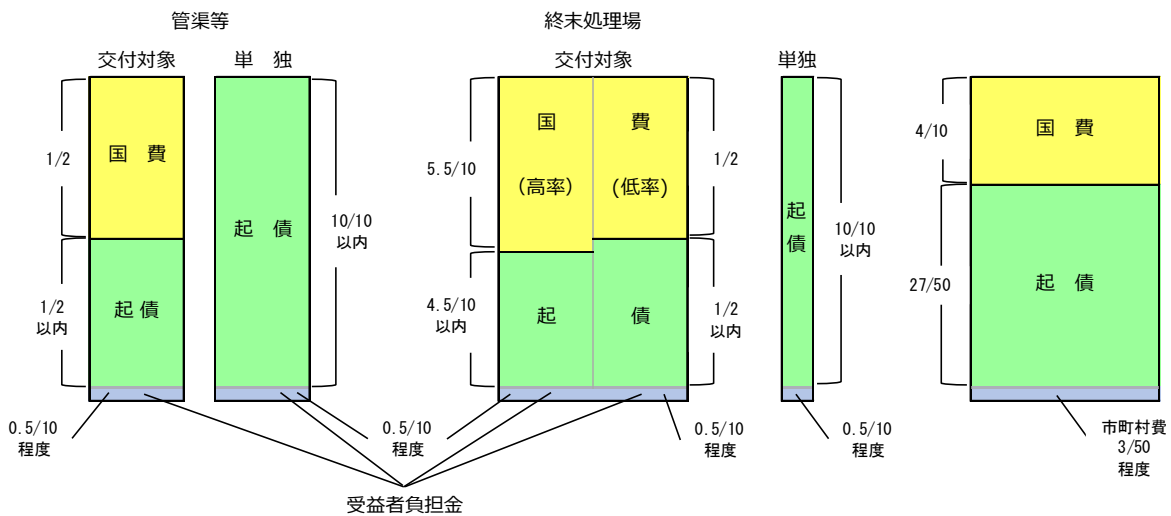 管渠等
終末処理場
交付対象
単　独
交付対象
単独
1/2
国　費
1/2
以内
起 債
0.5/10
程度
起　債
10/10
以内
0.5/10
程度
5.5/10
国　費
(高率)
(低率)
1/2
4.5/10
以内
起　債
1/2
以内
0.5/10
程度
起
債
10/10
以内
0.5/10
程度
4/10
国　費
27/50
起　債
市町村費
3/50
程度
受益者負担金